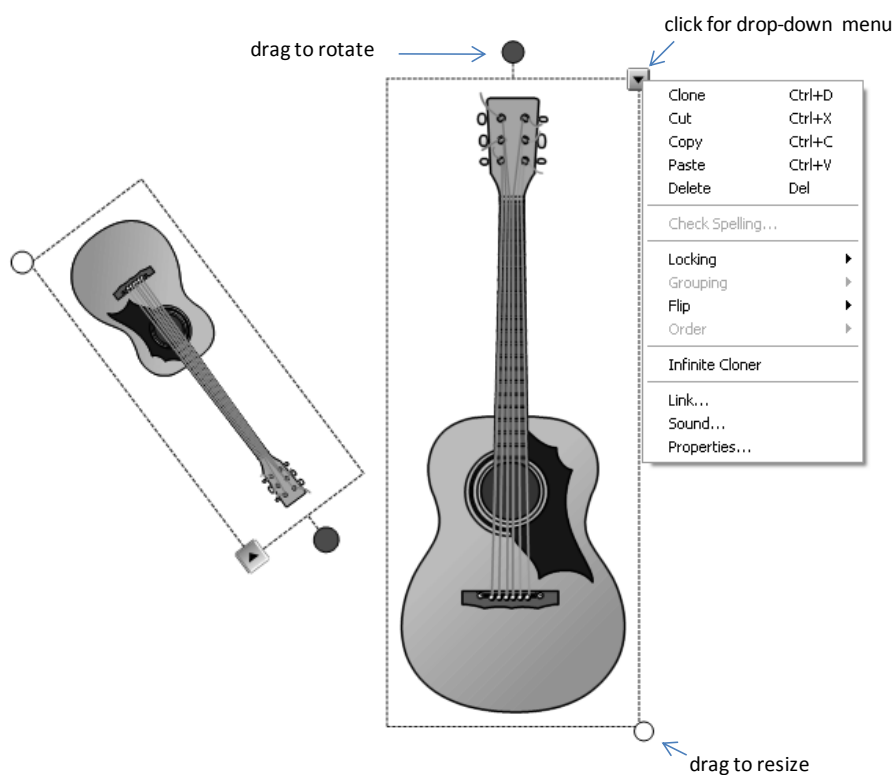 click for drop-down menu
drag to rotate
Clone Ctrl+D
Cut Ctrl+X
Copy Ctrl+C
Paste Ctrl+V
Delete Del
Check Spelling...
Locking
Grouping
Flip
Order
Infinite Cloner
Link...
Sound...
Properties...
drag to resize